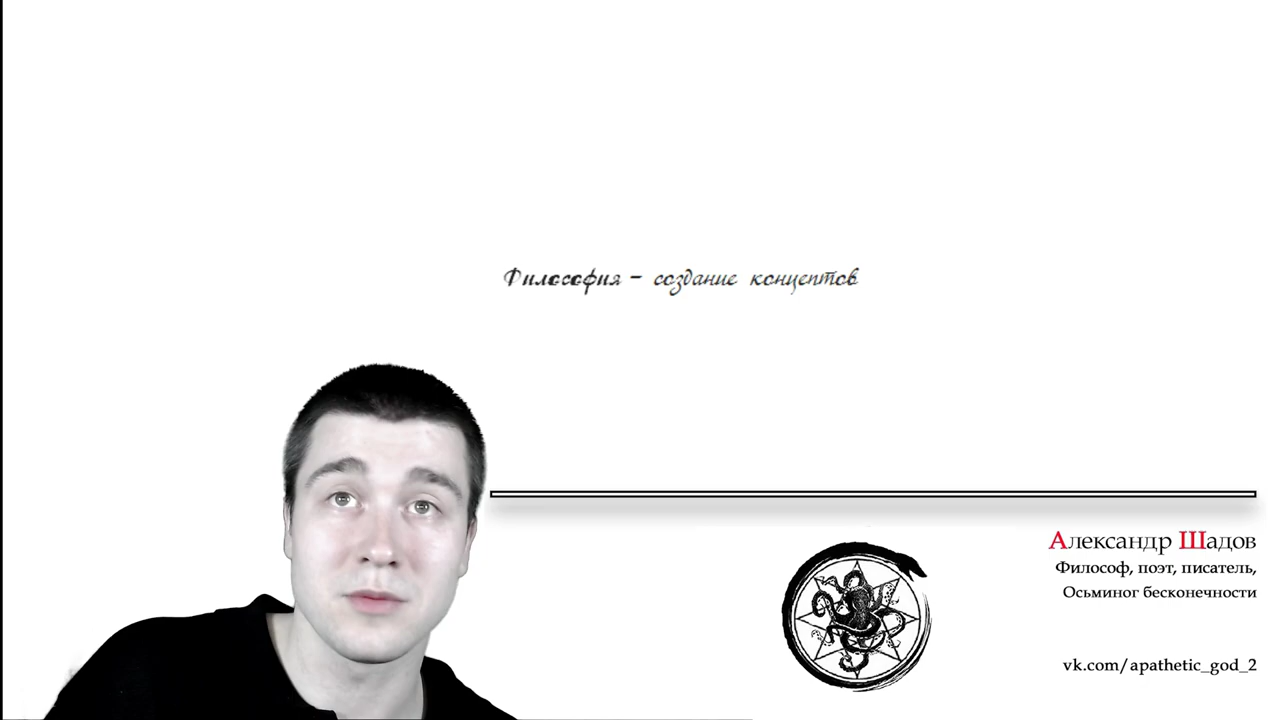 Философия - создание концептов
Александр Шадов
Философ, поэт, писатель,
Осьминог бесконечности
vk.com/apathetic_god_2